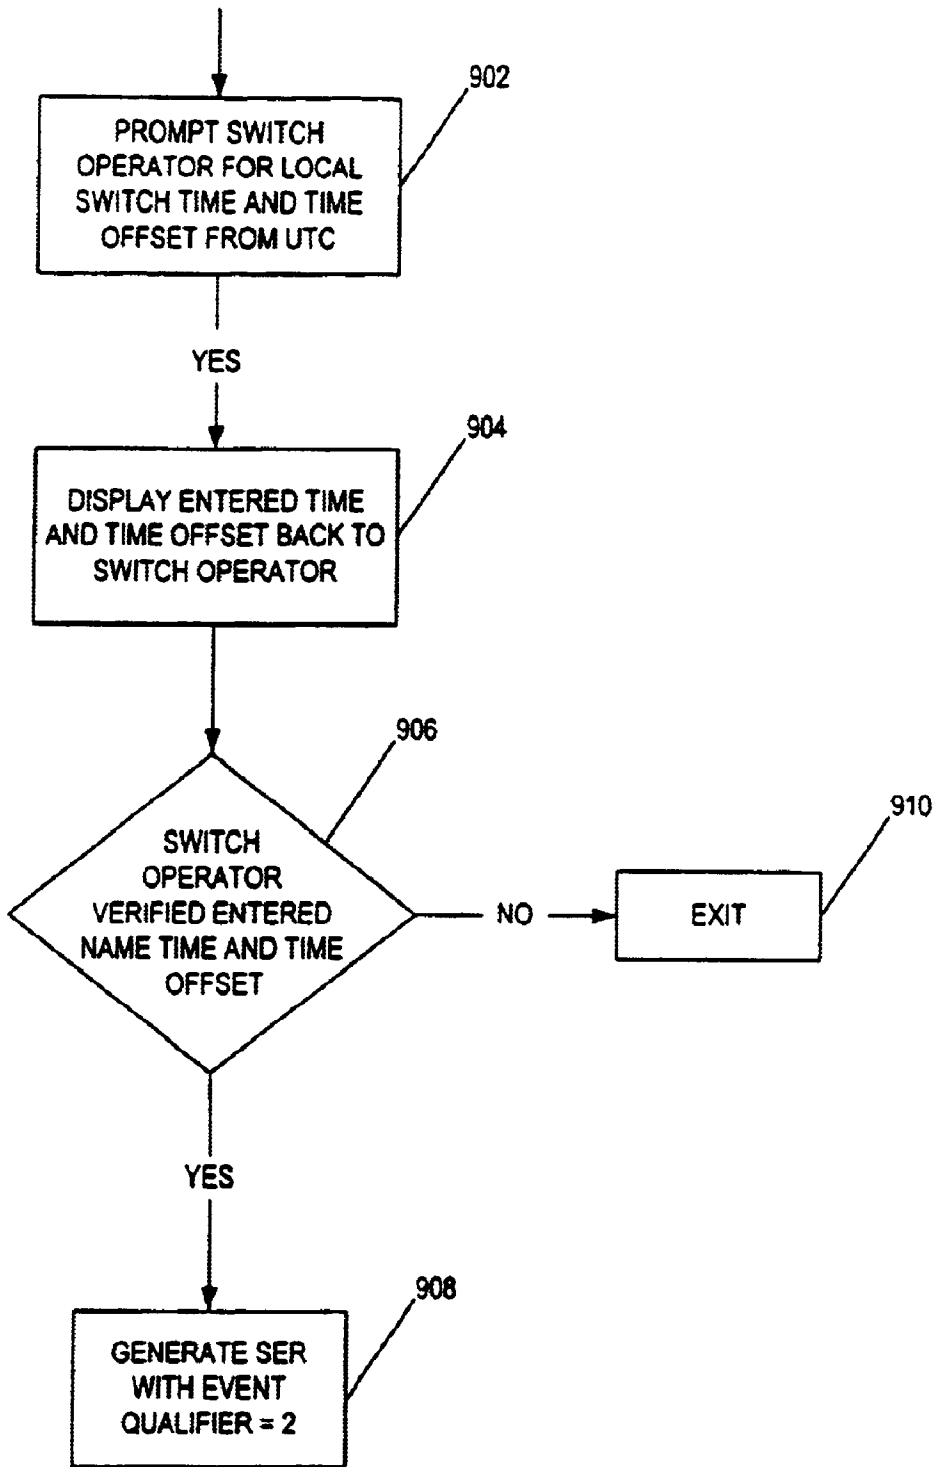 902
PROMPT SWITCH
OPERATOR FOR LOCAL
SWITCH TIME AND TIME
OFFSET FROM UTC
YES
904
DISPLAY ENTERED TIME
AND TIME OFFSET BACK TO
SWITCH OPERATOR
906
SWITCH
OPERATOR
VERIFIED ENTERED
NAME TIME AND TIME
OFFSET
NO
910
EXIT
YES
908
GENERATE SER
WITH EVENT
QUALIFIER = 2